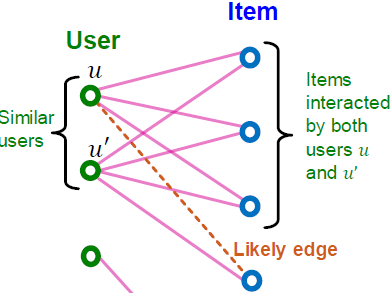 Item
User
u
Similar
users
u′
Items
interacted
by both
users u
and u′
Likely edge